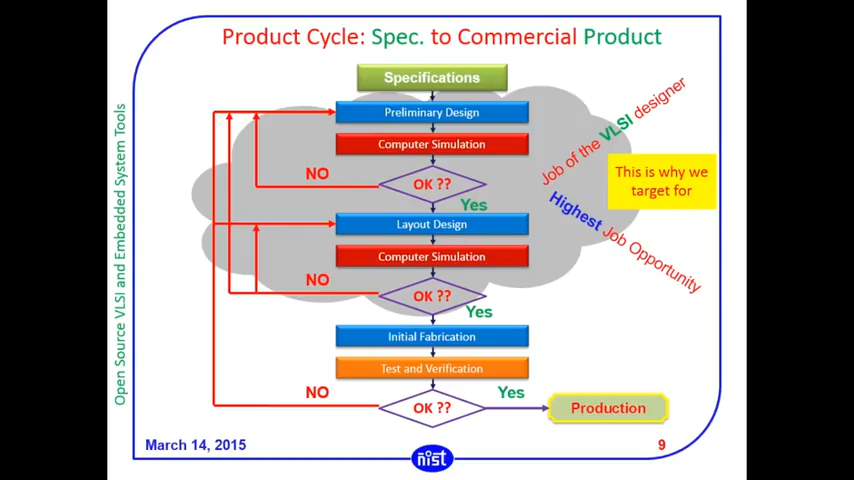 Product Cycle: Spec. to Commercial Product
Open Source VLSI and Embedded System Tools
Specifications
Preliminary Design
Computer Simulation
NO
OK ??
Yes
Layout Design
Computer Simulation
NO
OK ??
Yes
Initial Fabrication
Test and Verification
NO
OK ??
Yes
Production
Job of the VLSI designer
This is why we
target for
Highest Job Opportunity
March 14, 2015
nist
9